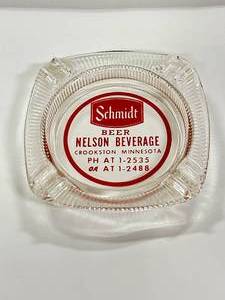 Schmidt
BEER
NELSON BEVERAGE
CROOKSTON MINNESOTA
PH AT 1-2535
OR AT 1-2488